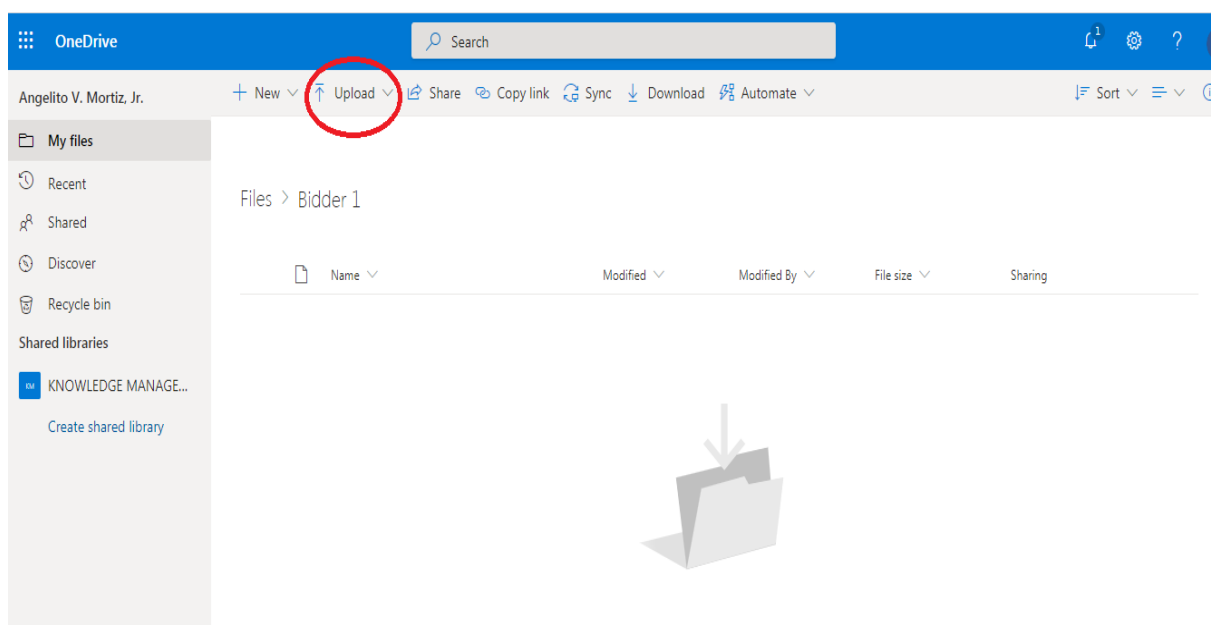 OneDrive
Search
1
?
Angelito V. Mortiz, Jr.
+ New Upload Share Copy link Sync Download Automate Sort
My files
Recent
Shared
Discover
Recycle bin
Shared libraries
KM KNOWLEDGE MANAGE...
Create shared library
Files > Bidder 1
Name Modified Modified By File size Sharing